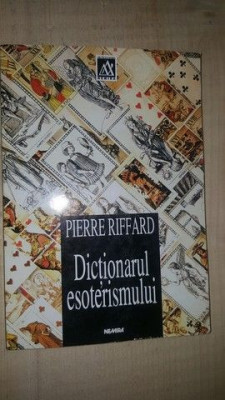 PIERRE RIFFARD
Dicționarul
esoterismului
NEMIRA